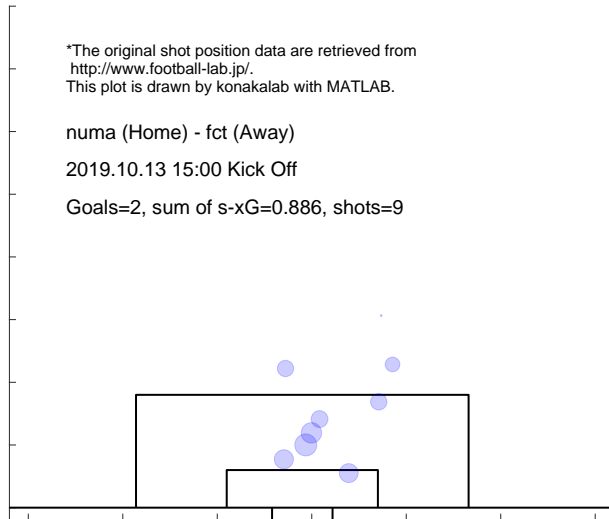 *The original shot position data are retrieved from
http://www.football-lab.jp/.
This plot is drawn by konakalab with MATLAB.
numa (Home) - fct (Away)
2019.10.13 15:00 Kick Off
Goals=2, sum of s-xG=0.886, shots=9